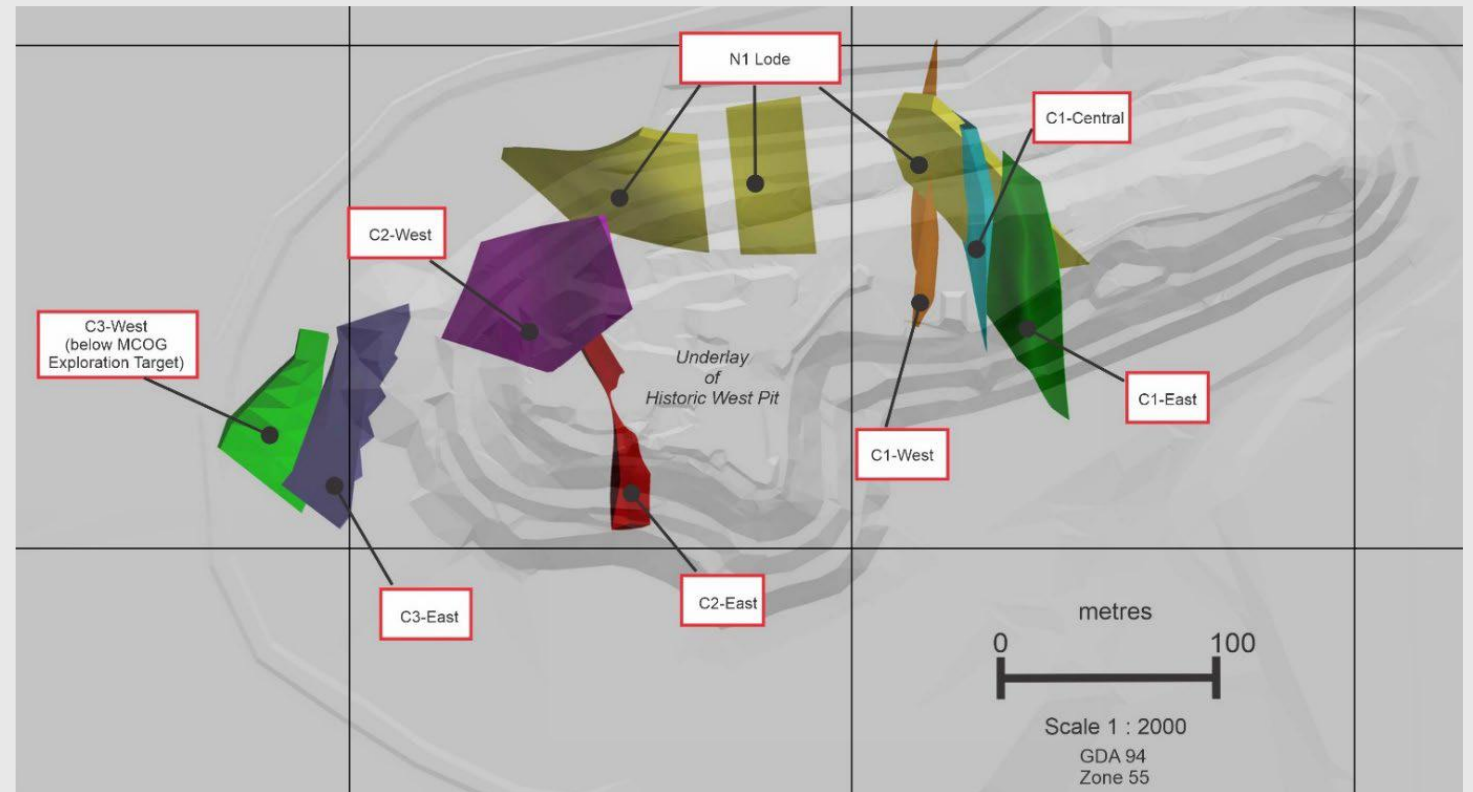 N1 Lode
C1-Central
C2-West
C3-West
(below MCOG
Exploration Target)
Underlay
of
Historic West Pit
C1-East
C1-West
C2-East
C3-East
metres
0 100
Scale 1 : 2000
GDA 94
Zone 55